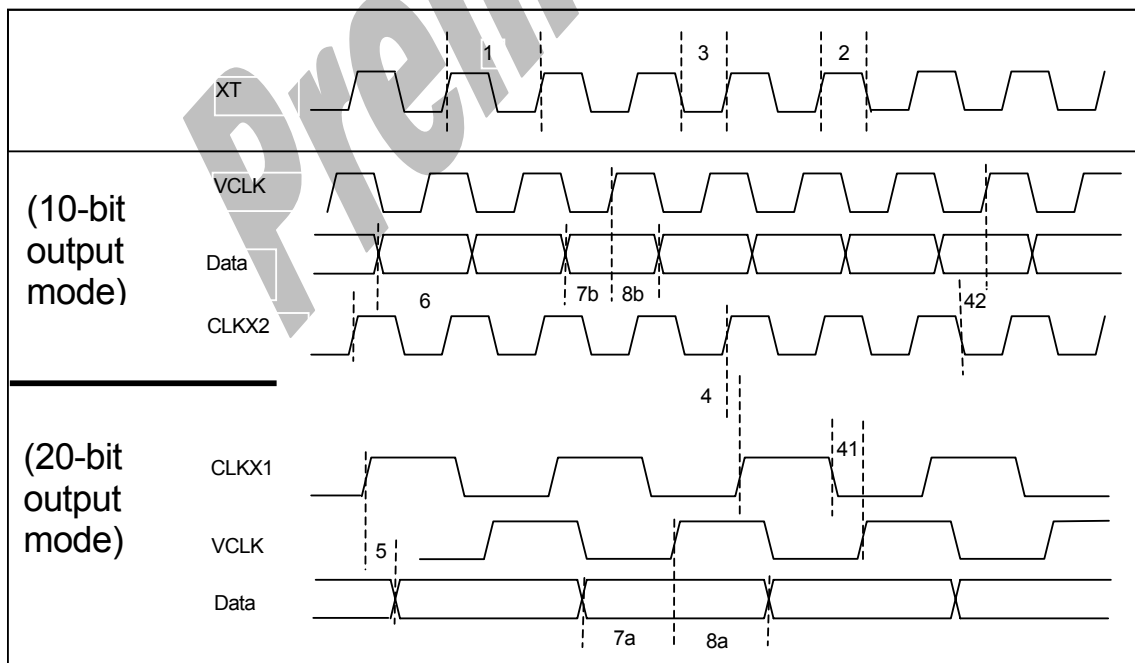 Prelim
1
3
2
XT
VCLK
(10-bit
output
mode)
Data
6
7b
8b
42
CLKX2
4
(20-bit
output
mode)
CLKX1
41
VCLK
5
Data
7a
8a